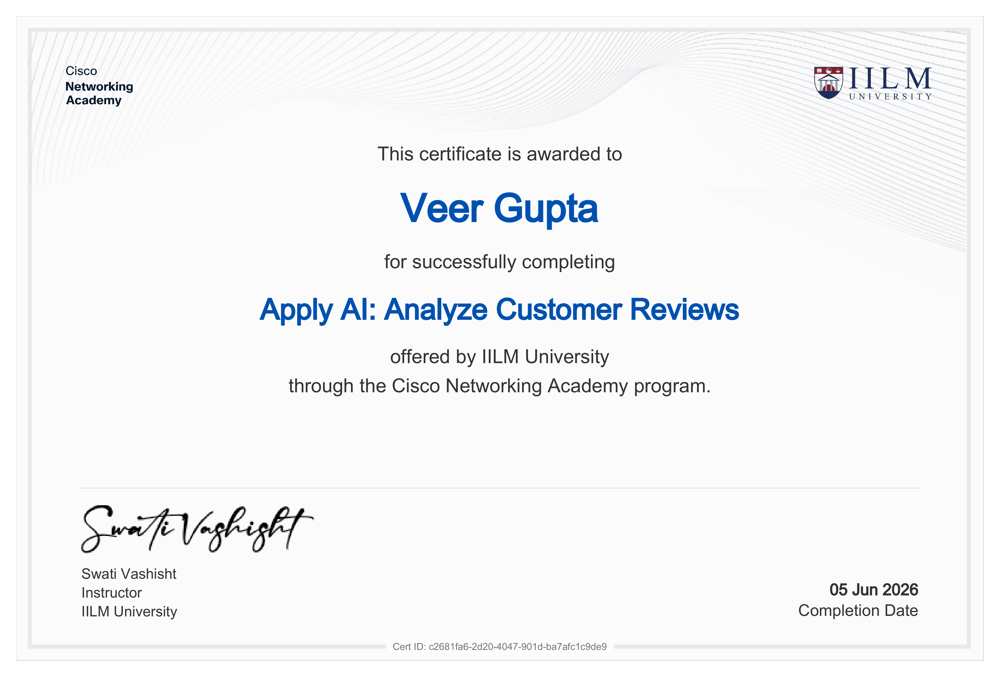 Cisco
Networking
Academy
IILM
UNIVERSITY
This certificate is awarded to
Veer Gupta
for successfully completing
Apply AI: Analyze Customer Reviews
offered by IILM University
through the Cisco Networking Academy program.
Swati Vashisht
Swati Vashisht
Instructor
IILM University
05 Jun 2026
Completion Date
Cert ID: c2681fa6-2d20-4047-901d-ba7afc1c9de9